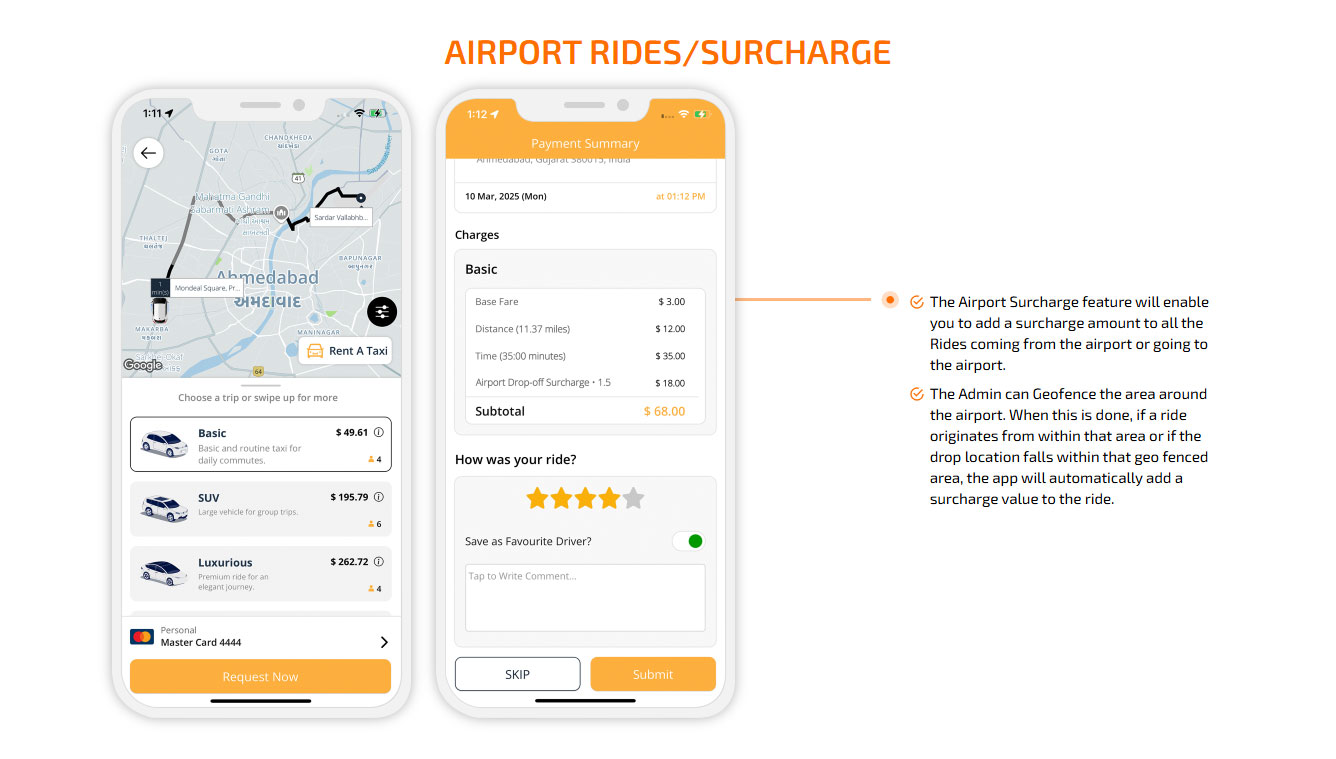 AIRPORT RIDES/SURCHARGE
1:11
CHANDKHEDA
ચાંદખેડા
GOTA
ગોતા
41
Mahatma Gandhi
Sabarmati Ashram
Sardar Vallabhb...
THALTEJ
થલતેજ
BAPUNAGAR
બાપુનગર
Ahmedabad
અમદાવાદ
1
min(s)
Mondeal Square, Pr...
MAKARBA
મકરબા
MANINAGAR
Rent A Taxi
Google
64
Choose a trip or swipe up for more
Basic
$ 49.61
Basic and routine taxi for
daily commutes.
4
SUV
$ 195.79
Large vehicle for group trips.
6
Luxurious
$ 262.72
Premium ride for an
elegant journey.
4
Personal
Master Card 4444
Request Now
1:12
Payment Summary
Ahmedabad, Gujarat 380015, India
10 Mar, 2025 (Mon)
at 01:12 PM
Charges
Basic
Base Fare
$ 3.00
Distance (11.37 miles)
$ 12.00
Time (35:00 minutes)
$ 35.00
Airport Drop-off Surcharge • 1.5
$ 18.00
Subtotal
$ 68.00
How was your ride?
Save as Favourite Driver?
Tap to Write Comment...
SKIP
Submit
The Airport Surcharge feature will enable
you to add a surcharge amount to all the
Rides coming from the airport or going to
the airport.
The Admin can Geofence the area around
the airport. When this is done, if a ride
originates from within that area or if the
drop location falls within that geo fenced
area, the app will automatically add a
surcharge value to the ride.